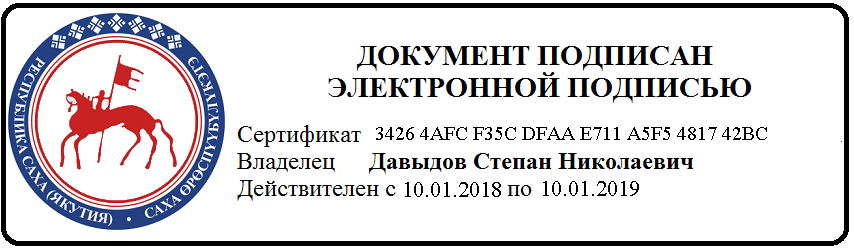 РЕСПУБЛИКА САХА (ЯКУТИЯ) • САХА ӨРӨСПҮҮБҮЛҮКЭТЭ
ДОКУМЕНТ ПОДПИСАН
ЭЛЕКТРОННОЙ ПОДПИСЬЮ
Сертификат 3426 4AFC F35C DFAA E711 A5F5 4817 42BC
Владелец Давыдов Степан Николаевич
Действителен с 10.01.2018 по 10.01.2019